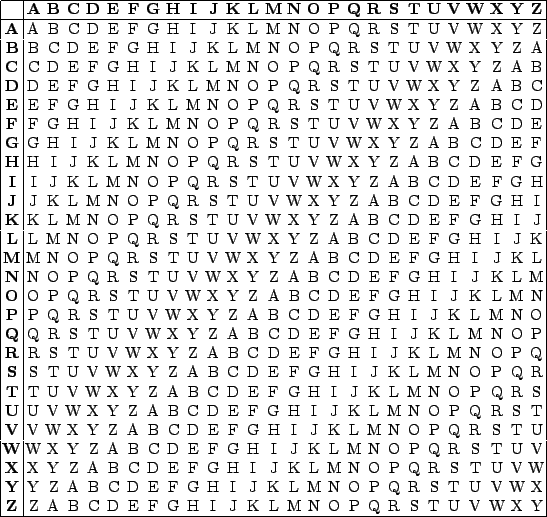 A B C D E F G H I J K L M N O P Q R S T U V W X Y Z
A A B C D E F G H I J K L M N O P Q R S T U V W X Y Z
B B C D E F G H I J K L M N O P Q R S T U V W X Y Z A
C C D E F G H I J K L M N O P Q R S T U V W X Y Z A B
D D E F G H I J K L M N O P Q R S T U V W X Y Z A B C
E E F G H I J K L M N O P Q R S T U V W X Y Z A B C D
F F G H I J K L M N O P Q R S T U V W X Y Z A B C D E
G G H I J K L M N O P Q R S T U V W X Y Z A B C D E F
H H I J K L M N O P Q R S T U V W X Y Z A B C D E F G
I I J K L M N O P Q R S T U V W X Y Z A B C D E F G H
J J K L M N O P Q R S T U V W X Y Z A B C D E F G H I
K K L M N O P Q R S T U V W X Y Z A B C D E F G H I J
L L M N O P Q R S T U V W X Y Z A B C D E F G H I J K
M M N O P Q R S T U V W X Y Z A B C D E F G H I J K L
N N O P Q R S T U V W X Y Z A B C D E F G H I J K L M
O O P Q R S T U V W X Y Z A B C D E F G H I J K L M N
P P Q R S T U V W X Y Z A B C D E F G H I J K L M N O
Q Q R S T U V W X Y Z A B C D E F G H I J K L M N O P
R R S T U V W X Y Z A B C D E F G H I J K L M N O P Q
S S T U V W X Y Z A B C D E F G H I J K L M N O P Q R
T T U V W X Y Z A B C D E F G H I J K L M N O P Q R S
U U V W X Y Z A B C D E F G H I J K L M N O P Q R S T
V V W X Y Z A B C D E F G H I J K L M N O P Q R S T U
W W X Y Z A B C D E F G H I J K L M N O P Q R S T U V
X X Y Z A B C D E F G H I J K L M N O P Q R S T U V W
Y Y Z A B C D E F G H I J K L M N O P Q R S T U V W X
Z Z A B C D E F G H I J K L M N O P Q R S T U V W X Y